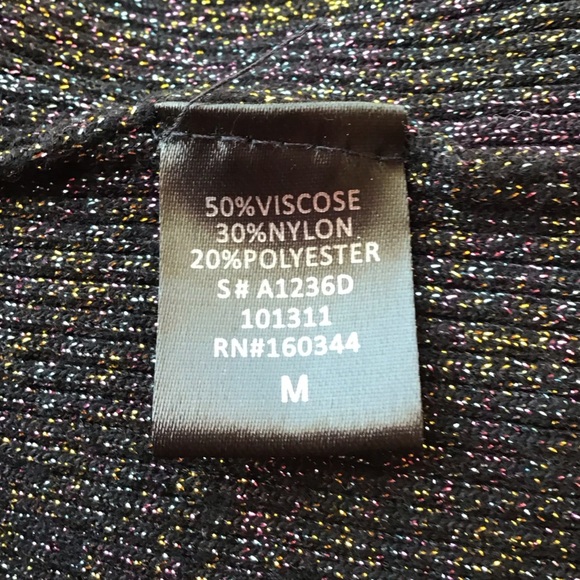 50%VISCOSE
30%NYLON
20%POLYESTER
S# A1236D
101311
RN#160344
M